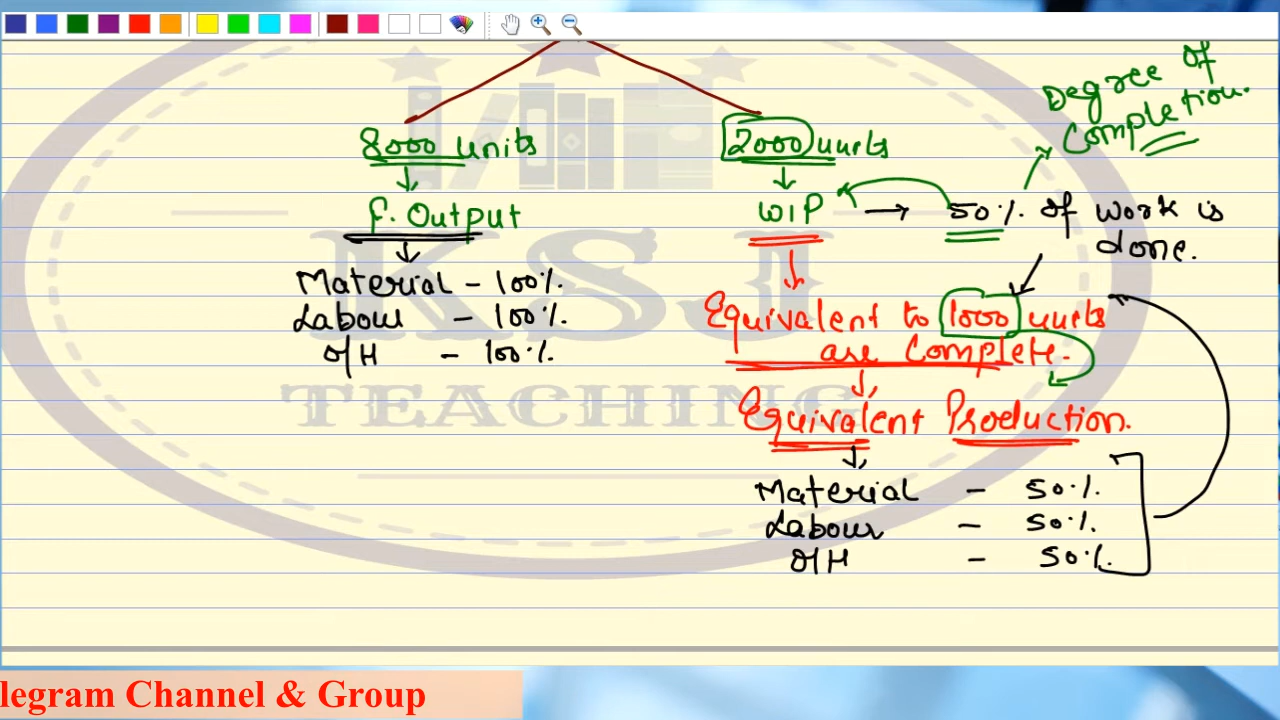 Degree Of
Completion.
8000 units
2000 units
F. Output
WIP → 50% Of work is
done.
Material - 100%
Labour - 100%
O/H - 100%
Equivalent to 1000 units
are Complete.
Equivalent Production.
Material - 50%
Labour - 50%
O/H - 50%
KSJ
TEACHING
legram Channel & Group